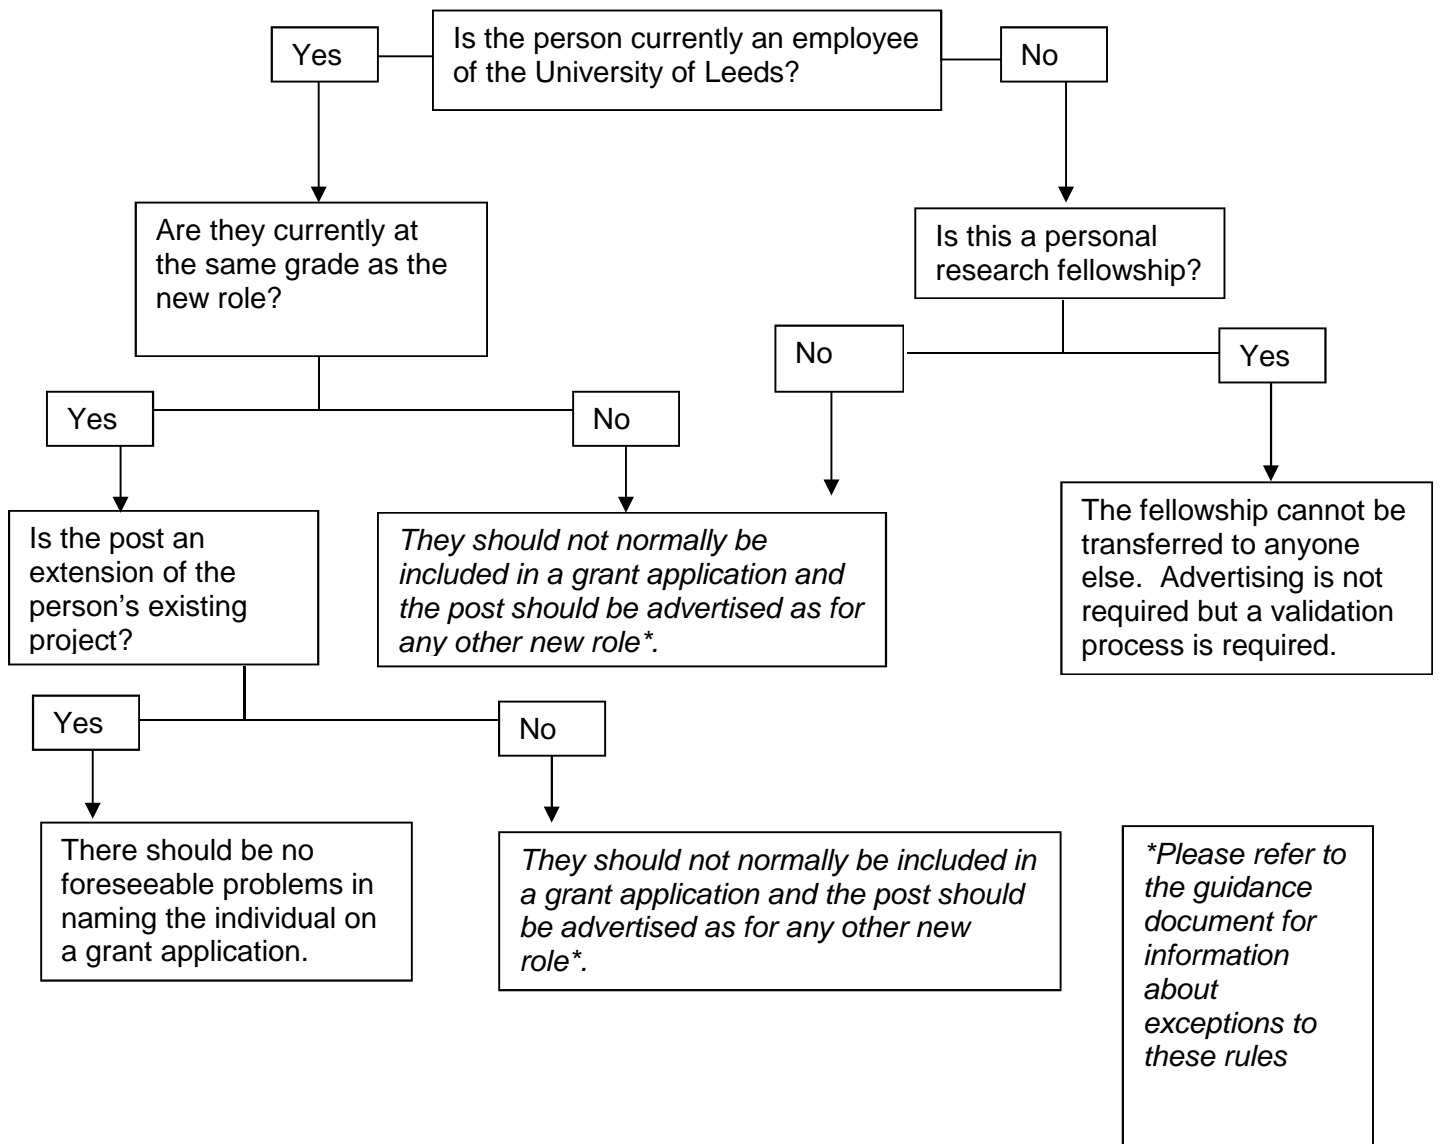 Yes
Is the person currently an employee
of the University of Leeds?
No
Are they currently at
the same grade as the
new role?
Is this a personal
research fellowship?
No
Yes
Yes
No
Is the post an
extension of the
person's existing
project?
They should not normally be
included in a grant application and
the post should be advertised as for
any other new role*.
The fellowship cannot be
transferred to anyone
else.  Advertising is not
required but a validation
process is required.
Yes
No
There should be no
foreseeable problems in
naming the individual on
a grant application.
They should not normally be included in
a grant application and the post should
be advertised as for any other new
role*.
*Please refer to
the guidance
document for
information
about
exceptions to
these rules